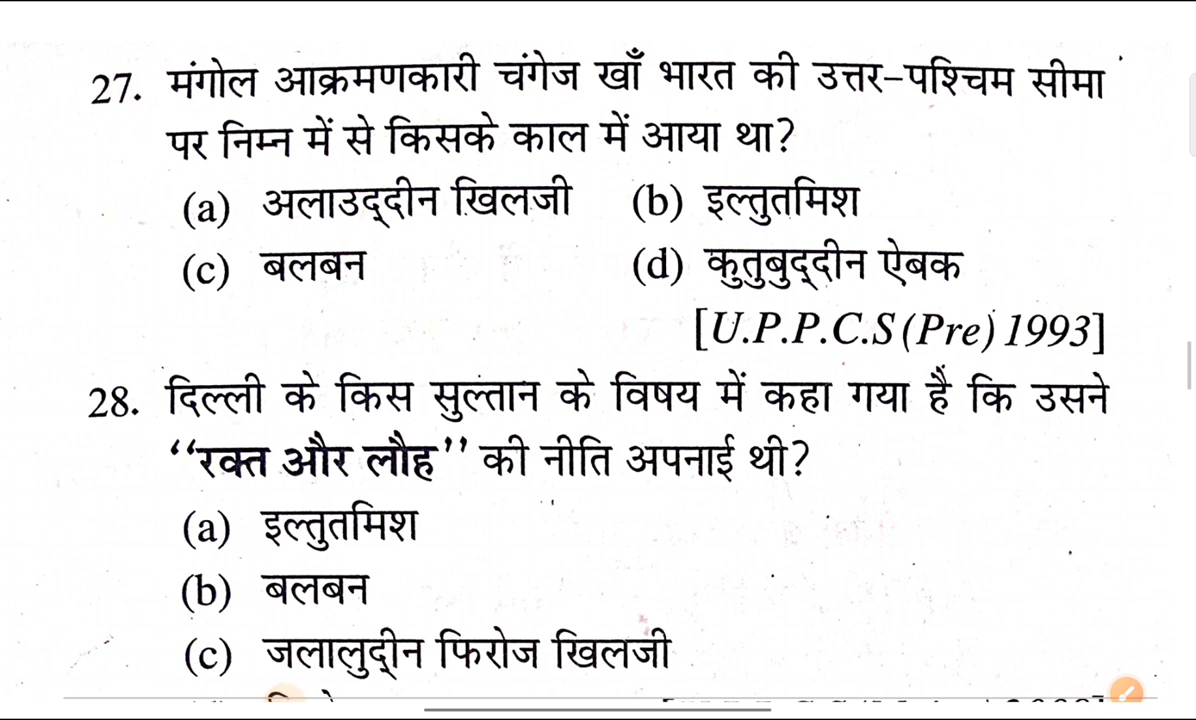 27. मंगोल आक्रमणकारी चंगेज खाँ भारत की उत्तर-पश्चिम सीमा
पर निम्न में से किसके काल में आया था?
(a) अलाउद्दीन खिलजी (b) इल्तुतमिश
(c) बलबन (d) कुतुबुद्दीन ऐबक
[U.P.P.C.S (Pre) 1993]
28. दिल्ली के किस सुल्तान के विषय में कहा गया है कि उसने
“रक्त और लौह” की नीति अपनाई थी?
(a) इल्तुतमिश
(b) बलबन
(c) जलालुद्दीन फिरोज खिलजी